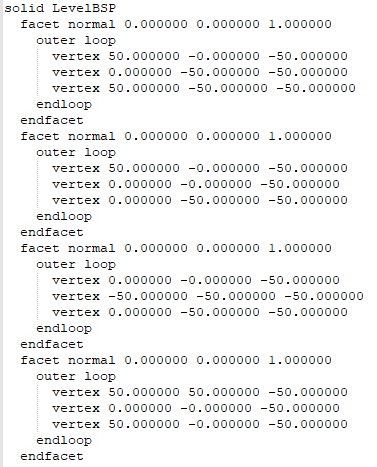 solid LevelBSP
facet normal 0.000000 0.000000 1.000000
outer loop
vertex 50.000000 -0.000000 -50.000000
vertex 0.000000 -50.000000 -50.000000
vertex 50.000000 -50.000000 -50.000000
endloop
endfacet
facet normal 0.000000 0.000000 1.000000
outer loop
vertex 50.000000 -0.000000 -50.000000
vertex 0.000000 -0.000000 -50.000000
vertex 0.000000 -50.000000 -50.000000
endloop
endfacet
facet normal 0.000000 0.000000 1.000000
outer loop
vertex 0.000000 -0.000000 -50.000000
vertex -50.000000 -50.000000 -50.000000
vertex 0.000000 -50.000000 -50.000000
endloop
endfacet
facet normal 0.000000 0.000000 1.000000
outer loop
vertex 50.000000 50.000000 -50.000000
vertex 0.000000 -0.000000 -50.000000
vertex 50.000000 -0.000000 -50.000000
endloop
endfacet